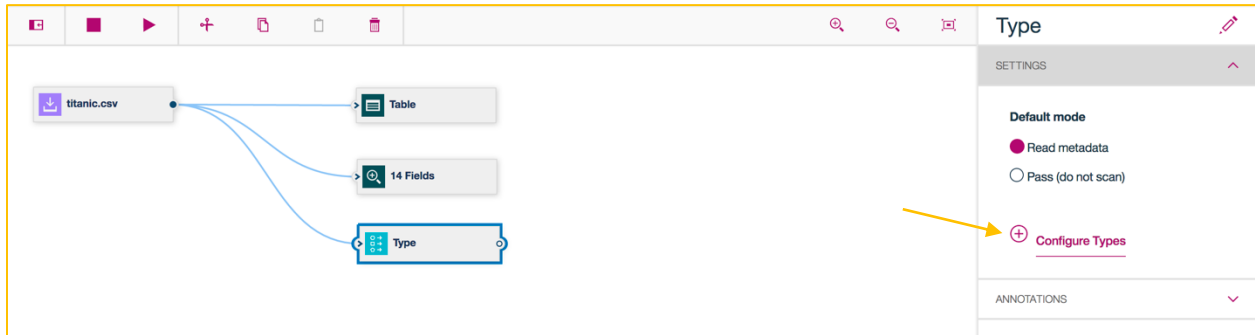 Type
SETTINGS
titanic.csv
Table
Default mode
Read metadata
14 Fields
Pass (do not scan)
Type
Configure Types
ANNOTATIONS